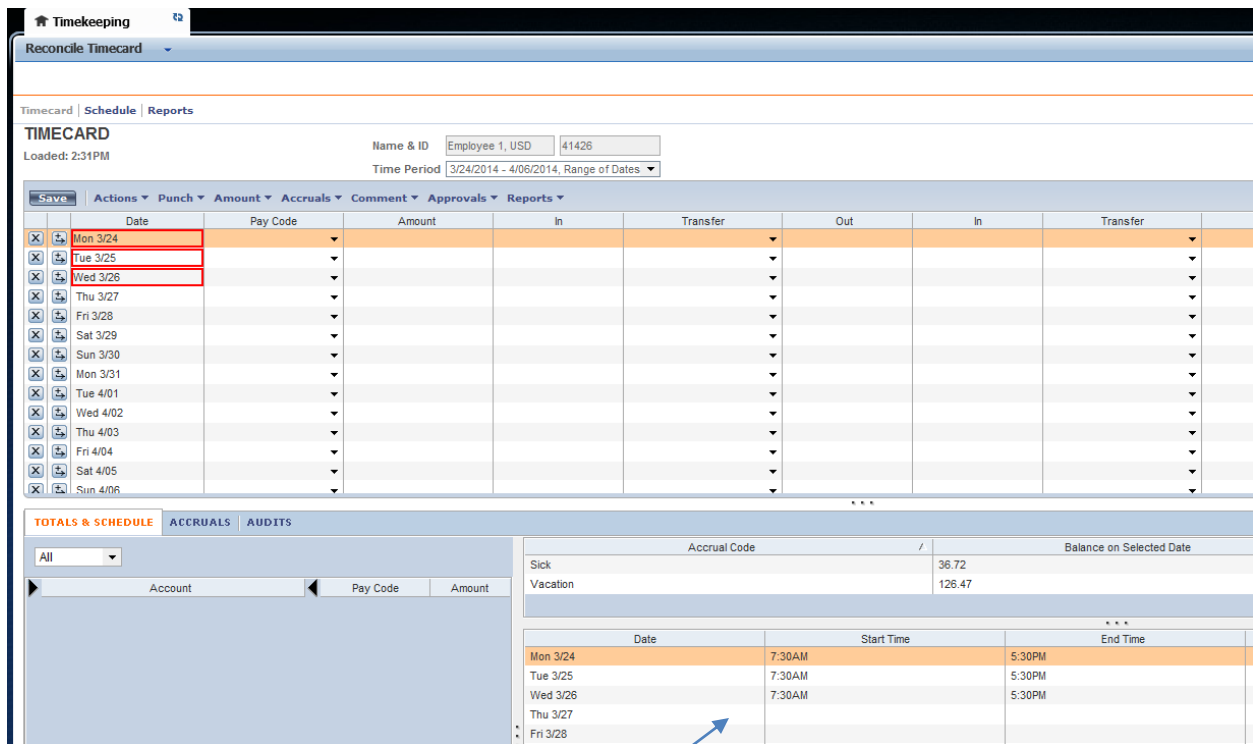 Timekeeping
Reconcile Timecard
Timecard | Schedule | Reports
TIMECARD
Loaded: 2:31PM
Name & ID Employee 1, USD 41426
Time Period 3/24/2014 - 4/06/2014, Range of Dates
Save Actions Punch Amount Accruals Comment Approvals Reports
Date Pay Code Amount In Transfer Out In Transfer
Mon 3/24
Tue 3/25
Wed 3/26
Thu 3/27
Fri 3/28
Sat 3/29
Sun 3/30
Mon 3/31
Tue 4/01
Wed 4/02
Thu 4/03
Fri 4/04
Sat 4/05
Sun 4/06
TOTALS & SCHEDULE ACCRUALS AUDITS
All
Account Pay Code Amount
Accrual Code / Balance on Selected Date
Sick 36.72
Vacation 126.47
Date Start Time End Time
Mon 3/24 7:30AM 5:30PM
Tue 3/25 7:30AM 5:30PM
Wed 3/26 7:30AM 5:30PM
Thu 3/27
Fri 3/28